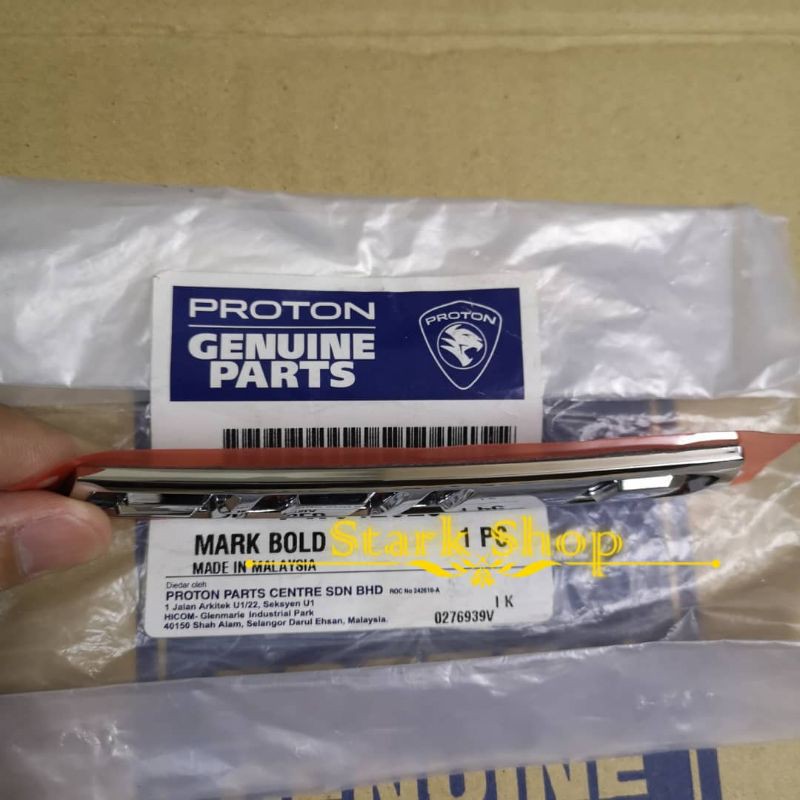 PROTON
GENUINE
PARTS
PROTON
MARK BOLD
1 PC
MADE IN MALAYSIA
Stark Shop
Diedar oleh
PROTON PARTS CENTRE SDN BHD ROC No 242610-A
1 Jalan Arkitek U1/22, Seksyen U1
HICOM- Glenmarie Industrial Park
40150 Shah Alam, Selangor Darul Ehsan, Malaysia.
I K
0276939V
GENUINE